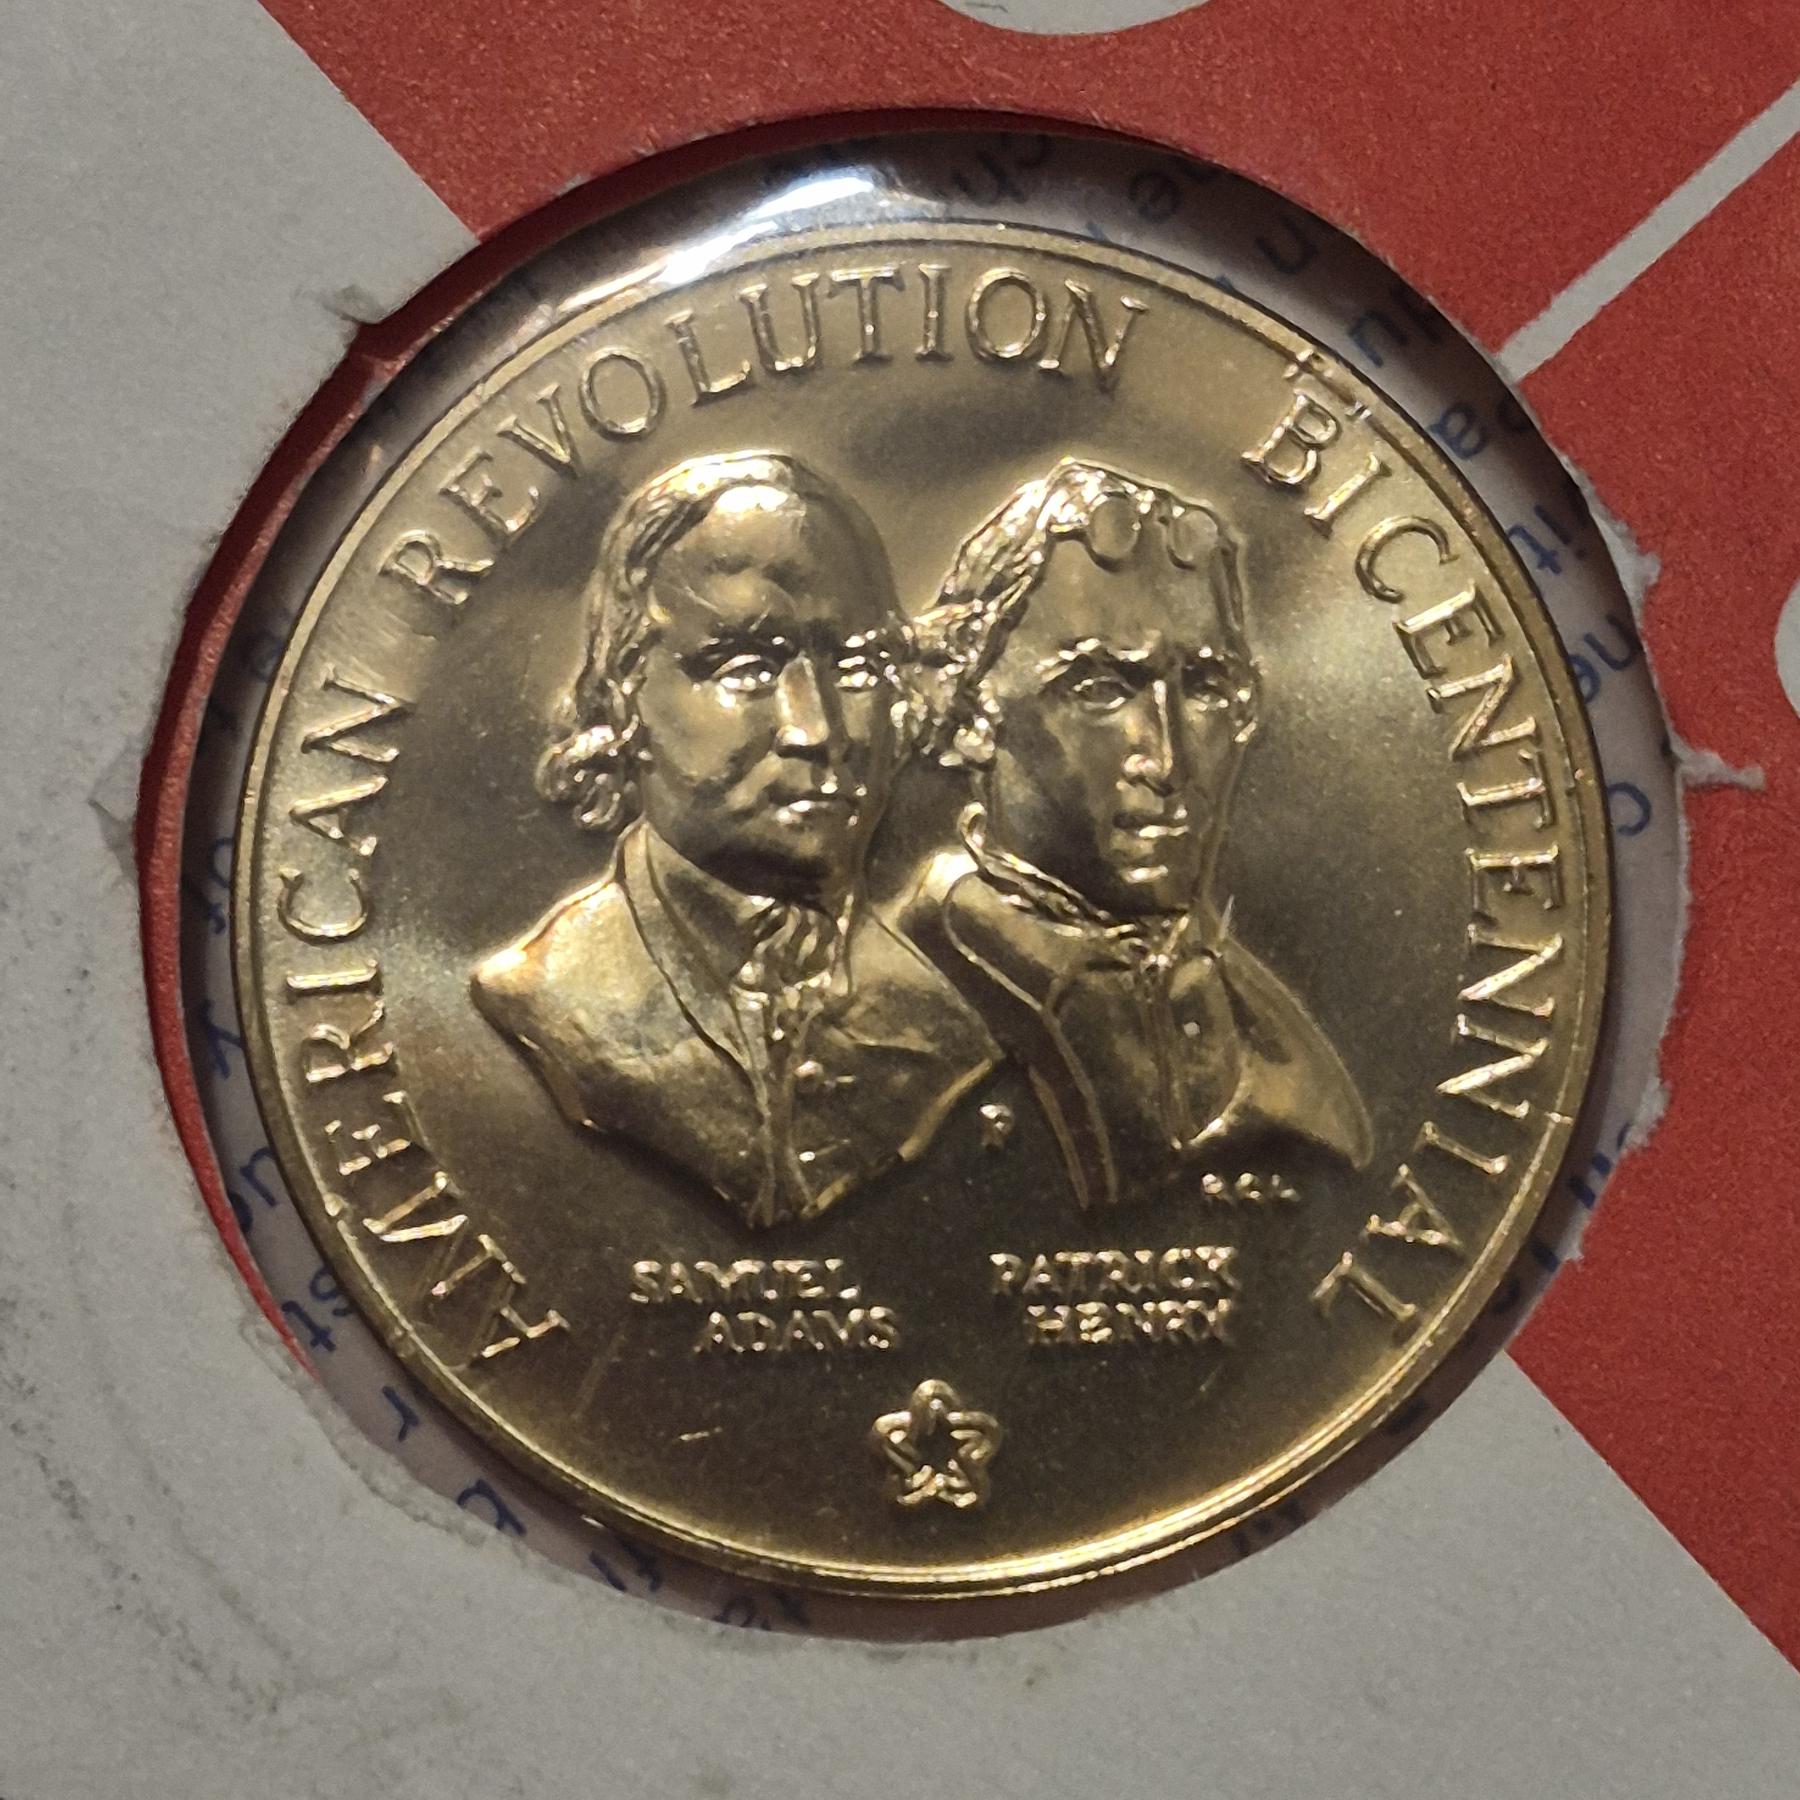 AMERICAN REVOLUTION BICENTENNIAL
SAMUEL
ADAMS
PATRICK
HENRY